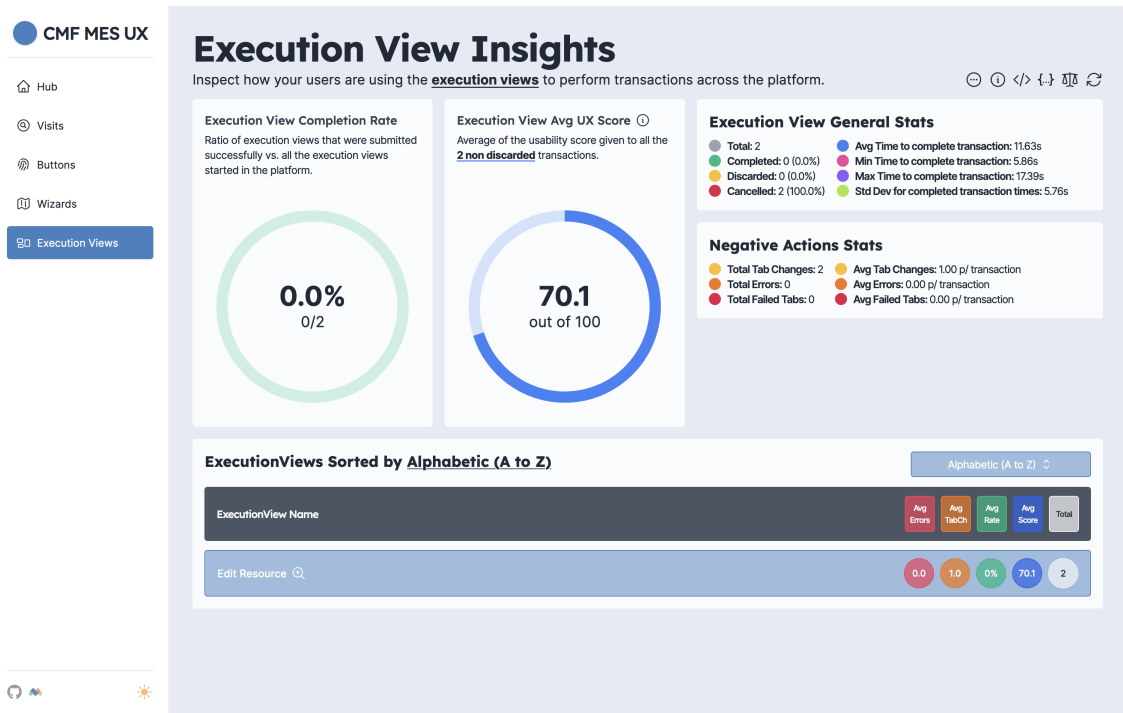 CMF MES UX
Hub
Visits
Buttons
Wizards
Execution Views
Execution View Insights
Inspect how your users are using the execution views to perform transactions across the platform.
Execution View Completion Rate
Ratio of execution views that were submitted
successfully vs. all the execution views
started in the platform.
0.0%
0/2
Execution View Avg UX Score
Average of the usability score given to all the
2 non discarded transactions.
70.1
out of 100
Execution View General Stats
Total: 2
Completed: 0 (0.0%)
Discarded: 0 (0.0%)
Cancelled: 2 (100.0%)
Avg Time to complete transaction: 11.63s
Min Time to complete transaction: 5.86s
Max Time to complete transaction: 17.39s
Std Dev for completed transaction times: 5.76s
Negative Actions Stats
Total Tab Changes: 2
Total Errors: 0
Total Failed Tabs: 0
Avg Tab Changes: 1.00 p/ transaction
Avg Errors: 0.00 p/ transaction
Avg Failed Tabs: 0.00 p/ transaction
ExecutionViews Sorted by Alphabetic (A to Z)
Alphabetic (A to Z)
ExecutionView Name
Avg
Errors
Avg
TabCh
Avg
Rate
Avg
Score
Total
Edit Resource
0.0
1.0
0%
70.1
2